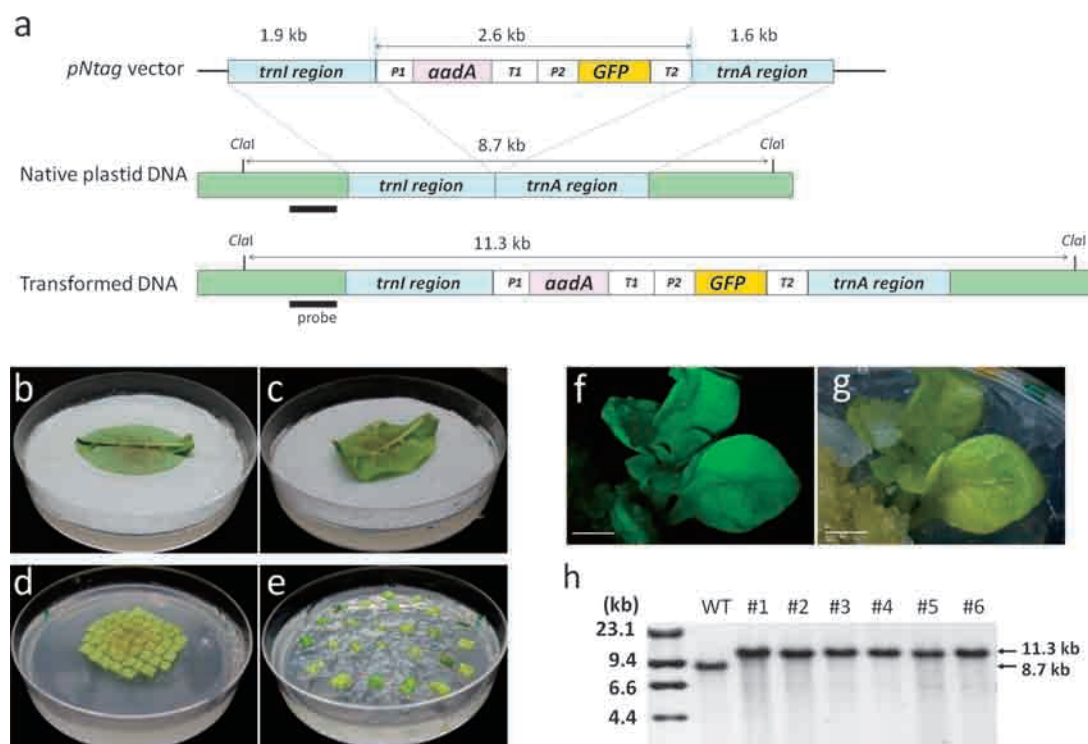 a
1.9 kb 2.6 kb 1.6 kb
pNtag vector trnI region P1 aadA T1 P2 GFP T2 trnA region
ClaI 8.7 kb ClaI
Native plastid DNA trnI region trnA region
ClaI 11.3 kb ClaI
Transformed DNA trnI region P1 aadA T1 P2 GFP T2 trnA region
probe
b c f g
d e
h
(kb) WT #1 #2 #3 #4 #5 #6
23.1
11.3 kb
9.4
8.7 kb
6.6
4.4